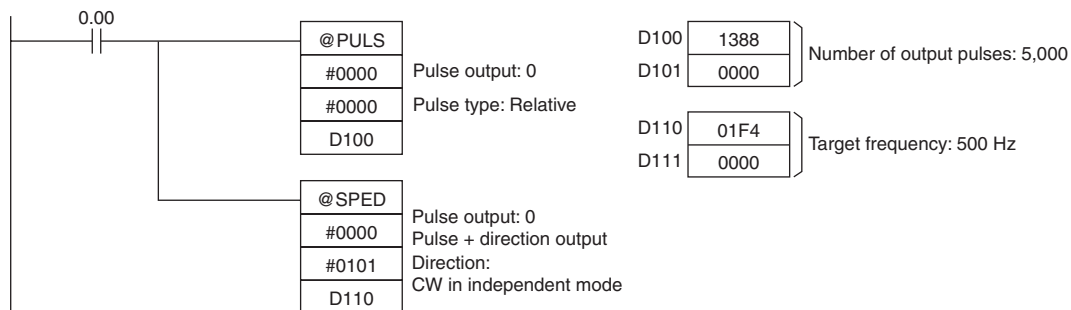 0.00
@PULS
#0000
Pulse output: 0
#0000
Pulse type: Relative
D100
D100 1388
D101 0000
Number of output pulses: 5,000
D110 01F4
D111 0000
Target frequency: 500 Hz
@SPED
#0000
#0101
D110
Pulse output: 0
Pulse + direction output
Direction:
CW in independent mode